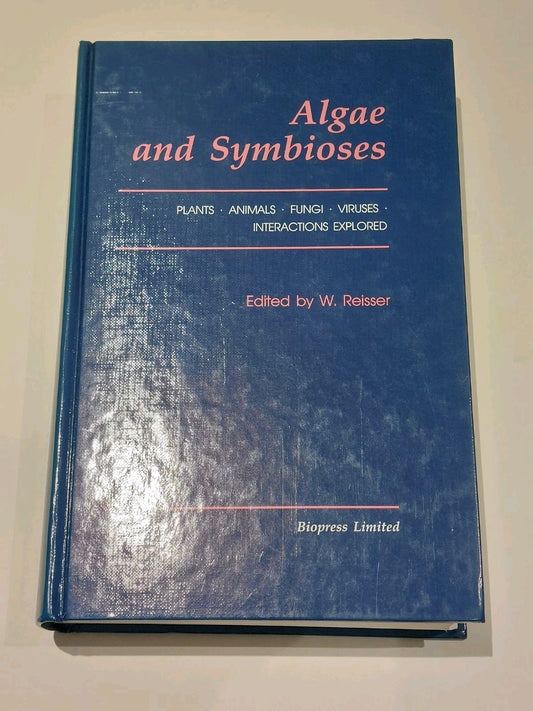 Algae
and Symbioses
PLANTS · ANIMALS · FUNGI · VIRUSES ·
INTERACTIONS EXPLORED
Edited by W. Reisser
Biopress Limited